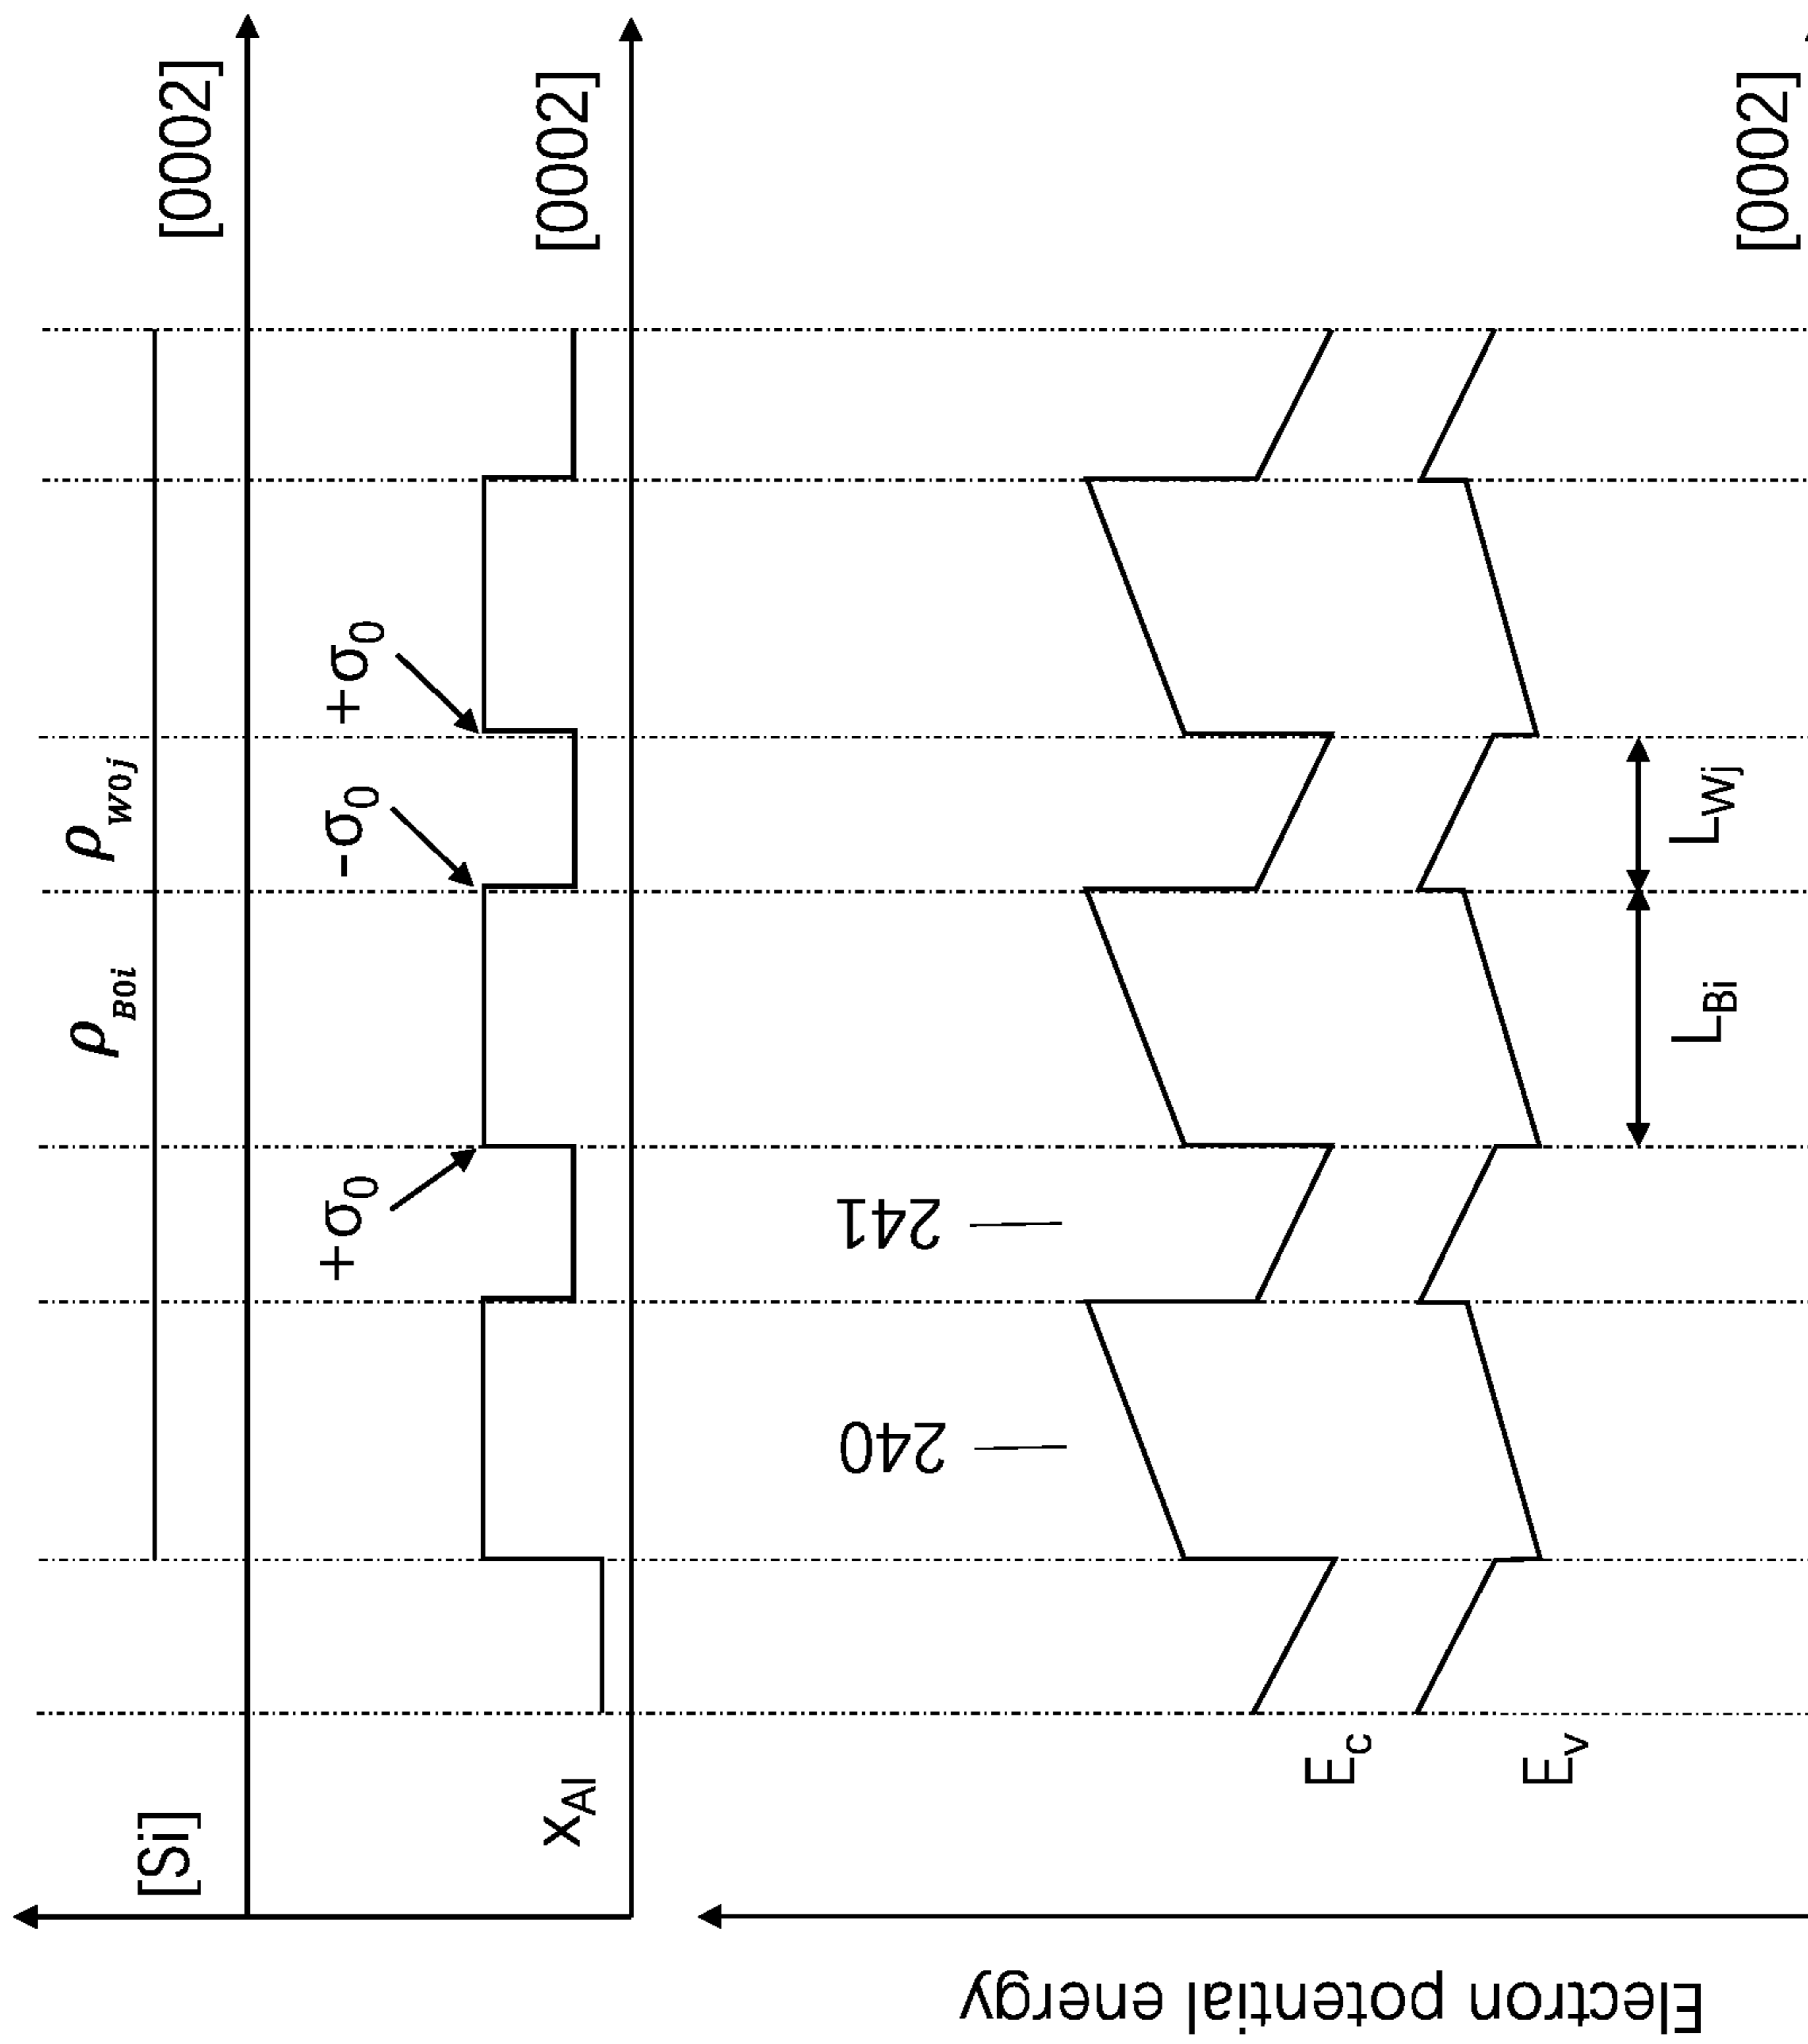 [Si]
ρB0i
ρW0j
[0002]
xAl
+σ0
-σ0
+σ0
[0002]
Electron potential energy
240
241
Ec
Ev
LBi
LWj
[0002]